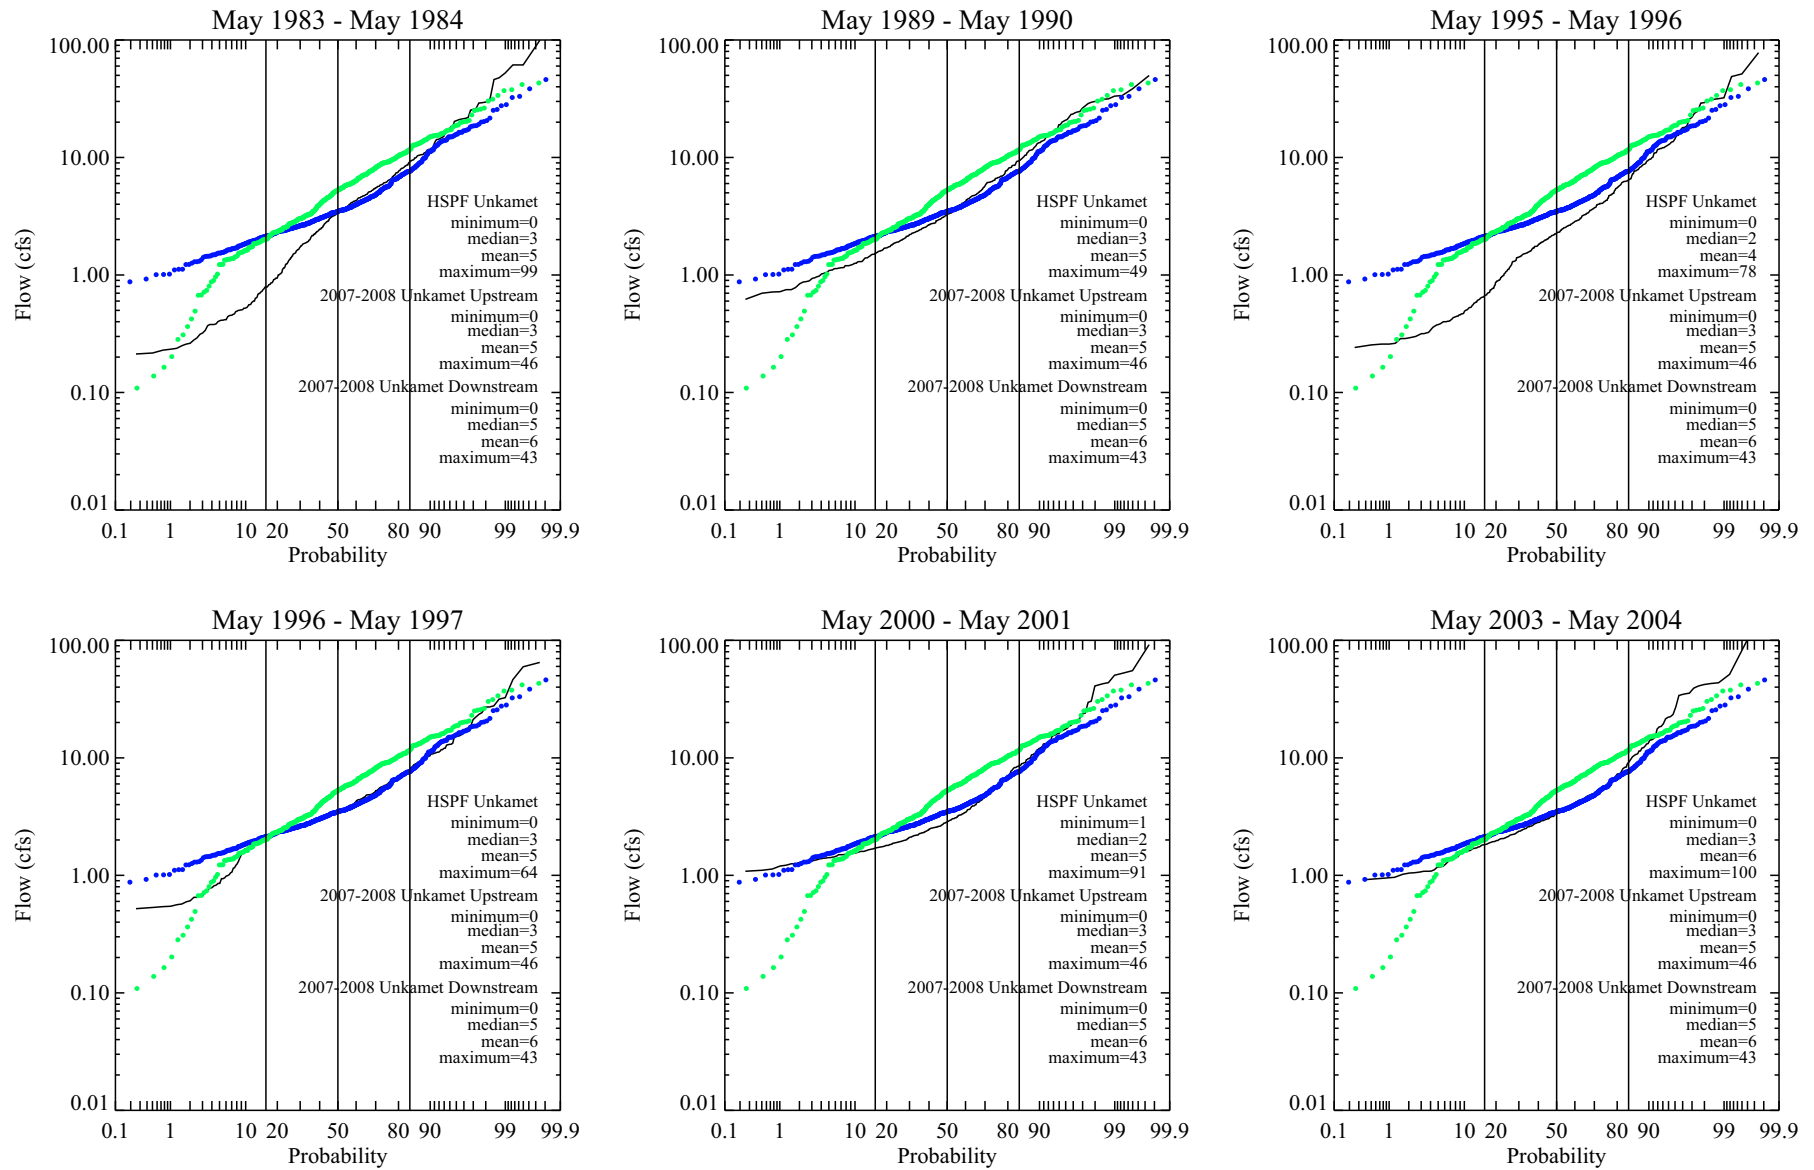 May 1983 - May 1984
100.00
10.00
1.00
0.10
0.01
Flow (cfs)
HSPF Unkamet
minimum=0
median=3
mean=5
maximum=99
2007-2008 Unkamet Upstream
minimum=0
median=3
mean=5
maximum=46
2007-2008 Unkamet Downstream
minimum=0
median=5
mean=6
maximum=43
0.1 1 10 20 50 80 90 99 99.9
Probability
May 1989 - May 1990
100.00
10.00
1.00
0.10
0.01
Flow (cfs)
HSPF Unkamet
minimum=0
median=3
mean=5
maximum=49
2007-2008 Unkamet Upstream
minimum=0
median=3
mean=5
maximum=46
2007-2008 Unkamet Downstream
minimum=0
median=5
mean=6
maximum=43
0.1 1 10 20 50 80 90 99 99.9
Probability
May 1995 - May 1996
100.00
10.00
1.00
0.10
0.01
Flow (cfs)
HSPF Unkamet
minimum=0
median=2
mean=4
maximum=78
2007-2008 Unkamet Upstream
minimum=0
median=3
mean=5
maximum=46
2007-2008 Unkamet Downstream
minimum=0
median=5
mean=6
maximum=43
0.1 1 10 20 50 80 90 99 99.9
Probability
May 1996 - May 1997
100.00
10.00
1.00
0.10
0.01
Flow (cfs)
HSPF Unkamet
minimum=0
median=3
mean=5
maximum=64
2007-2008 Unkamet Upstream
minimum=0
median=3
mean=5
maximum=46
2007-2008 Unkamet Downstream
minimum=0
median=5
mean=6
maximum=43
0.1 1 10 20 50 80 90 99 99.9
Probability
May 2000 - May 2001
100.00
10.00
1.00
0.10
0.01
Flow (cfs)
HSPF Unkamet
minimum=1
median=2
mean=5
maximum=91
2007-2008 Unkamet Upstream
minimum=0
median=3
mean=5
maximum=46
2007-2008 Unkamet Downstream
minimum=0
median=5
mean=6
maximum=43
0.1 1 10 20 50 80 90 99 99.9
Probability
May 2003 - May 2004
100.00
10.00
1.00
0.10
0.01
Flow (cfs)
HSPF Unkamet
minimum=0
median=3
mean=6
maximum=100
2007-2008 Unkamet Upstream
minimum=0
median=3
mean=5
maximum=46
2007-2008 Unkamet Downstream
minimum=0
median=5
mean=6
maximum=43
0.1 1 10 20 50 80 90 99 99.9
Probability